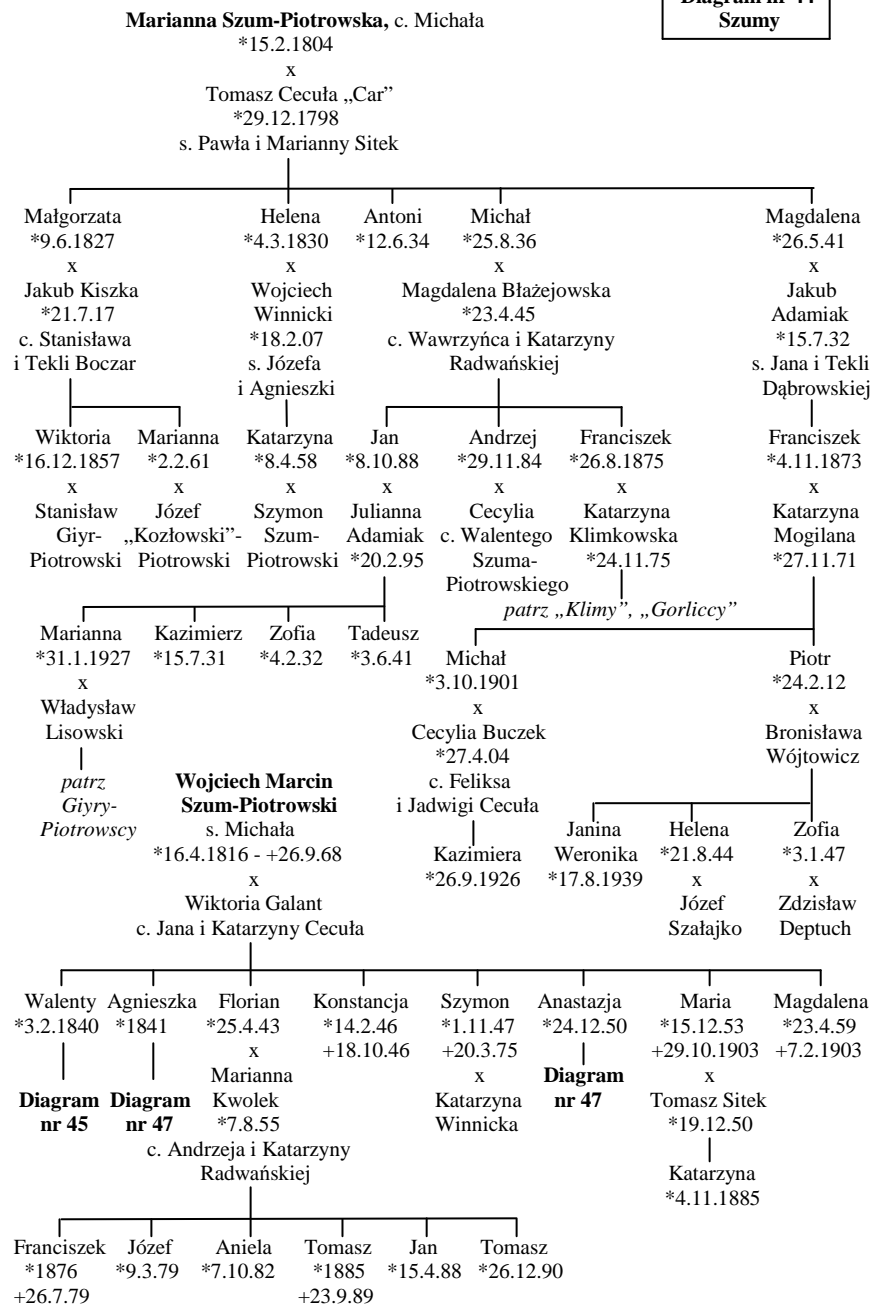 Diagram nr 44
Szumy
Marianna Szum-Piotrowska, c. Michała
*15.2.1804
x
Tomasz Cecuła „Car”
*29.12.1798
s. Pawła i Marianny Sitek
Małgorzata
*9.6.1827
x
Jakub Kiszka
*21.7.17
c. Stanisława
i Tekli Boczar
Helena
*4.3.1830
x
Wojciech
Winnicki
*18.2.07
s. Józefa
i Agnieszki
Antoni
*12.6.34
Michał
*25.8.36
x
Magdalena Błażejowska
*23.4.45
c. Wawrzyńca i Katarzyny
Radwańskiej
Magdalena
*26.5.41
x
Jakub
Adamiak
*15.7.32
s. Jana i Tekli
Dąbrowskiej
Wiktoria
*16.12.1857
x
Stanisław
Giyr-
Piotrowski
Marianna
*2.2.61
x
Józef
„Kozłowski”-
Piotrowski
Katarzyna
*8.4.58
x
Szymon
Szum-
Piotrowski
Jan
*8.10.88
x
Julianna
Adamiak
*20.2.95
Andrzej
*29.11.84
x
Cecylia
c. Walentego
Szuma-
Piotrowskiego
Franciszek
*26.8.1875
x
Katarzyna
Klimkowska
*24.11.75
patrz „Klimy”, „Gorliccy”
Franciszek
*4.11.1873
x
Katarzyna
Mogilana
*27.11.71
Marianna
*31.1.1927
x
Władysław
Lisowski
patrz
Giyry-
Piotrowscy
Kazimierz
*15.7.31
Zofia
*4.2.32
Tadeusz
*3.6.41
Michał
*3.10.1901
x
Cecylia Buczek
*27.4.04
c. Feliksa
i Jadwigi Cecuła
Kazimiera
*26.9.1926
Piotr
*24.2.12
x
Bronisława
Wójtowicz
Janina
Weronika
*17.8.1939
Helena
*21.8.44
x
Józef
Szałajko
Zofia
*3.1.47
x
Zdzisław
Deptuch
Wojciech Marcin
Szum-Piotrowski
s. Michała
*16.4.1816 - +26.9.68
x
Wiktoria Galant
c. Jana i Katarzyny Cecuła
Walenty
*3.2.1840
Diagram
nr 45
Agnieszka
*1841
Diagram
nr 47
Florian
*25.4.43
x
Marianna
Kwolek
*7.8.55
c. Andrzeja i Katarzyny
Radwańskiej
Konstancja
*14.2.46
+18.10.46
Szymon
*1.11.47
+20.3.75
x
Katarzyna
Winnicka
Anastazja
*24.12.50
Diagram
nr 47
Maria
*15.12.53
+29.10.1903
x
Tomasz Sitek
*19.12.50
Katarzyna
*4.11.1885
Magdalena
*23.4.59
+7.2.1903
Franciszek
*1876
+26.7.79
Józef
*9.3.79
Aniela
*7.10.82
Tomasz
*1885
+23.9.89
Jan
*15.4.88
Tomasz
*26.12.90